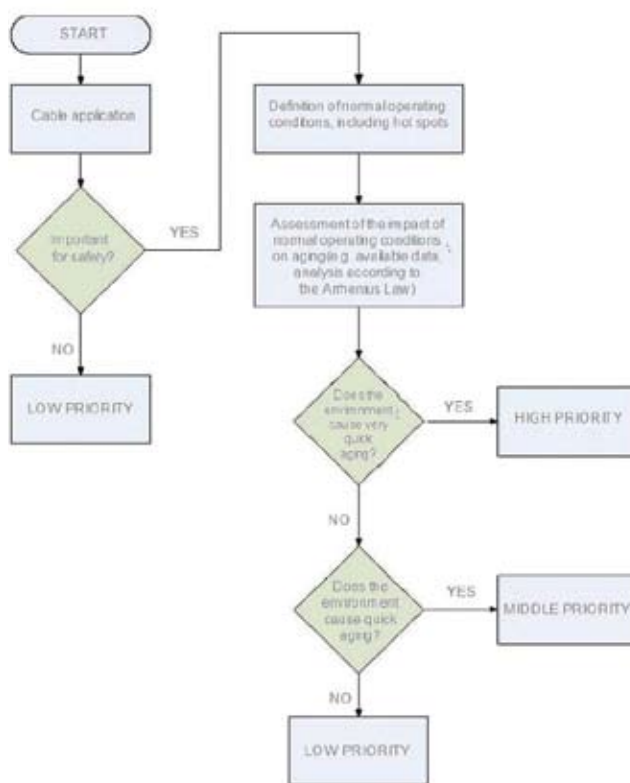 START
Cable application
Important
for safety?
YES
NO
LOW PRIORITY
Definition of normal operating
conditions, including hot spots
Assessment of the impact of
normal operating conditions
on aging(e.g. available data,
analysis according to
the Arrhenius Law)
Does the
environment
cause very
quick
aging?
YES
HIGH PRIORITY
NO
Does the
environment
cause quick
aging?
YES
MIDDLE PRIORITY
NO
LOW PRIORITY